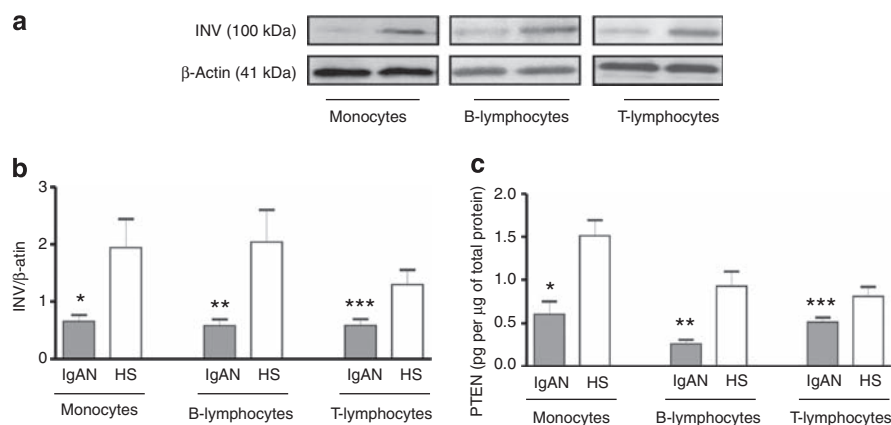 a
INV (100 kDa)
β-Actin (41 kDa)
Monocytes B-lymphocytes T-lymphocytes
b
3
2
1
0
INV/β-atin
* ** ***
IgAN HS IgAN HS IgAN HS
Monocytes B-lymphocytes T-lymphocytes
c
2.0
1.5
1.0
0.5
0.0
PTEN (pg per μg of total protein)
* ** ***
IgAN HS IgAN HS IgAN HS
Monocytes B-lymphocytes T-lymphocytes